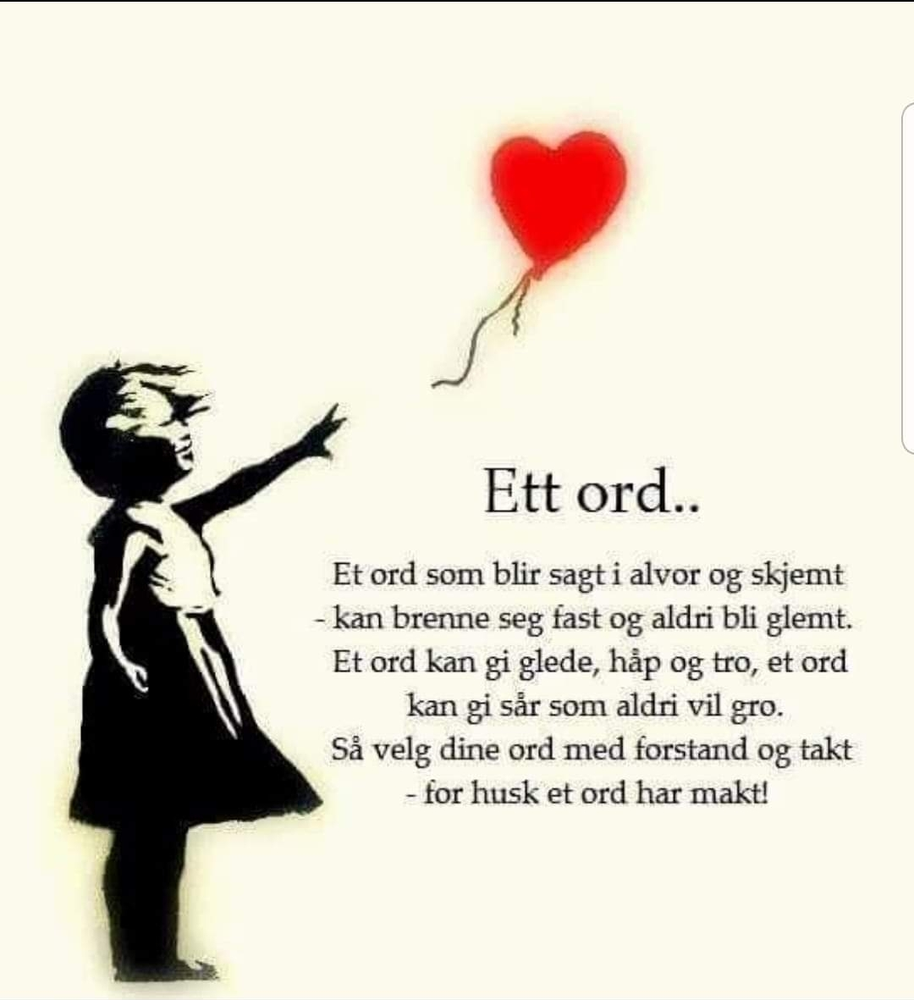 Ett ord..
Et ord som blir sagt i alvor og skjemt
- kan brenne seg fast og aldri bli glemt.
Et ord kan gi glede, håp og tro, et ord
kan gi sår som aldri vil gro.
Så velg dine ord med forstand og takt
- for husk et ord har makt!